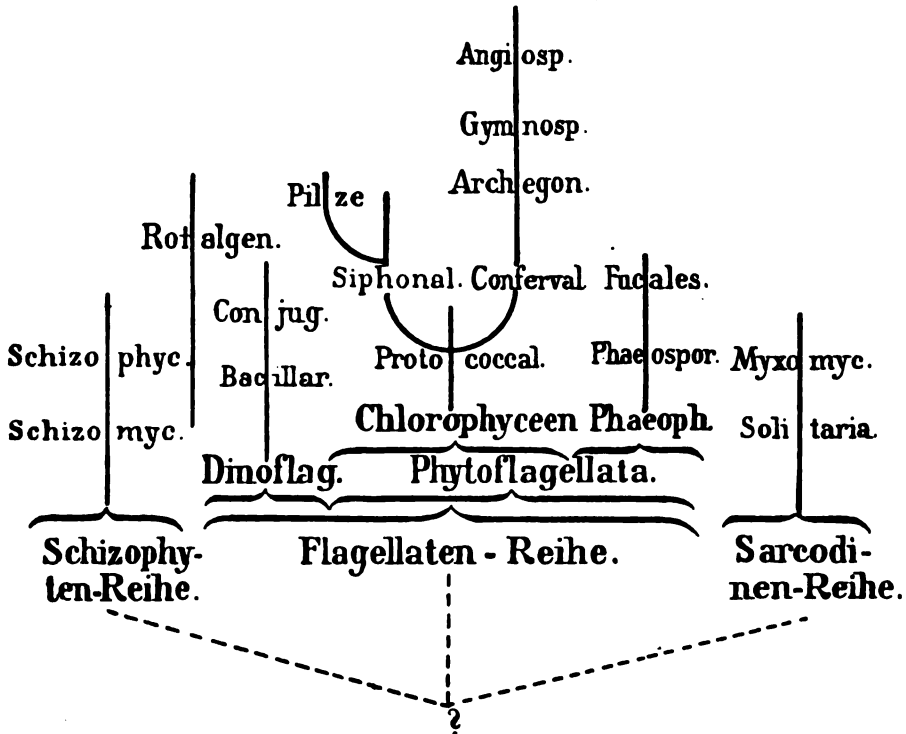 Angiosp.
Gymnosp.
Archegon.
Pilze
Rotalgen.
Siphonal. Conferval Fucales.
Conjug.
Schizophyc. Protococcal. Phaeospor. Myxomyc.
Bacillar.
Schizomyc. Chlorophyceen Phaeoph. Solitaria.
Dinoflag. Phytoflagellata.
Schizophy-
ten-Reihe.
Flagellaten-Reihe.
Sarcodi-
nen-Reihe.
?